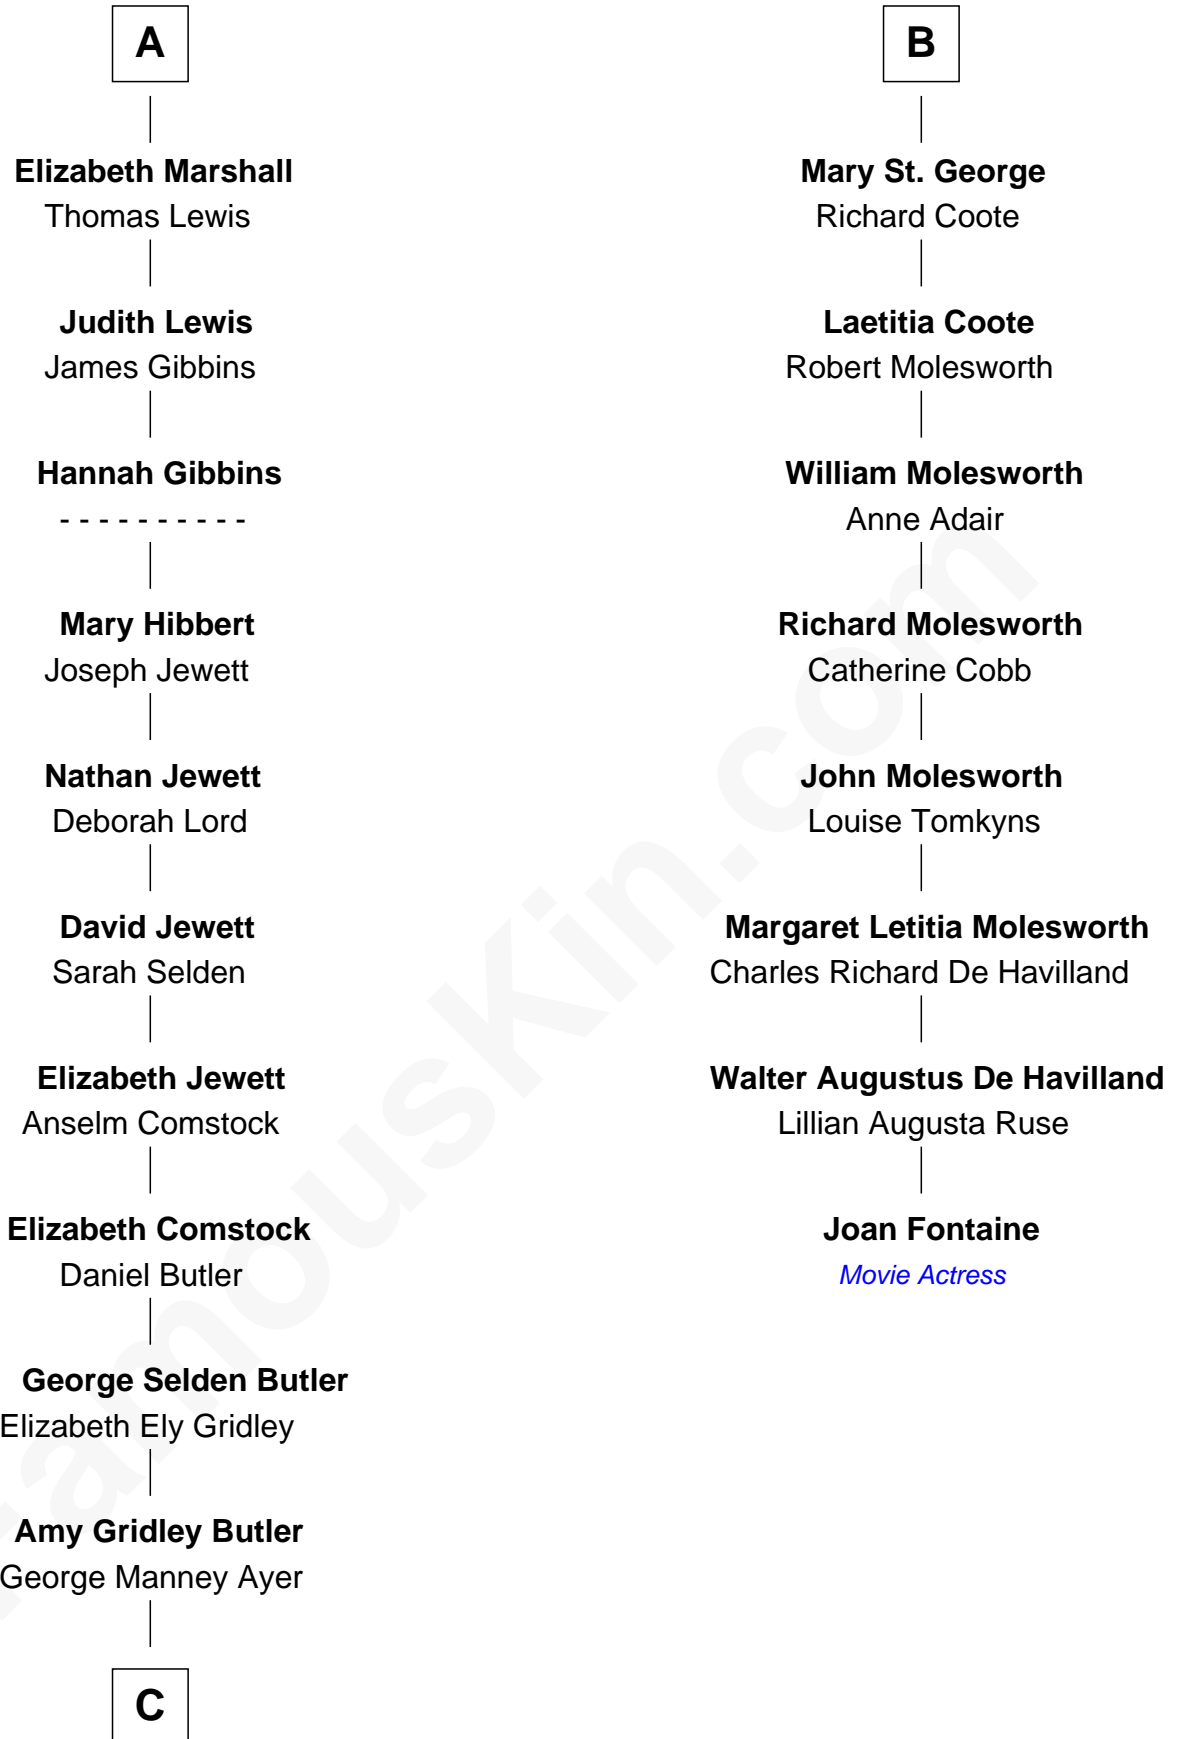 A
Elizabeth Marshall
Thomas Lewis
Judith Lewis
James Gibbins
Hannah Gibbins
- - - - - - - - - -
Mary Hibbert
Joseph Jewett
Nathan Jewett
Deborah Lord
David Jewett
Sarah Selden
Elizabeth Jewett
Anselm Comstock
Elizabeth Comstock
Daniel Butler
George Selden Butler
Elizabeth Ely Gridley
Amy Gridley Butler
George Manney Ayer
C
B
Mary St. George
Richard Coote
Laetitia Coote
Robert Molesworth
William Molesworth
Anne Adair
Richard Molesworth
Catherine Cobb
John Molesworth
Louise Tomkyns
Margaret Letitia Molesworth
Charles Richard De Havilland
Walter Augustus De Havilland
Lillian Augusta Ruse
Joan Fontaine
Movie Actress
FamousKin.com